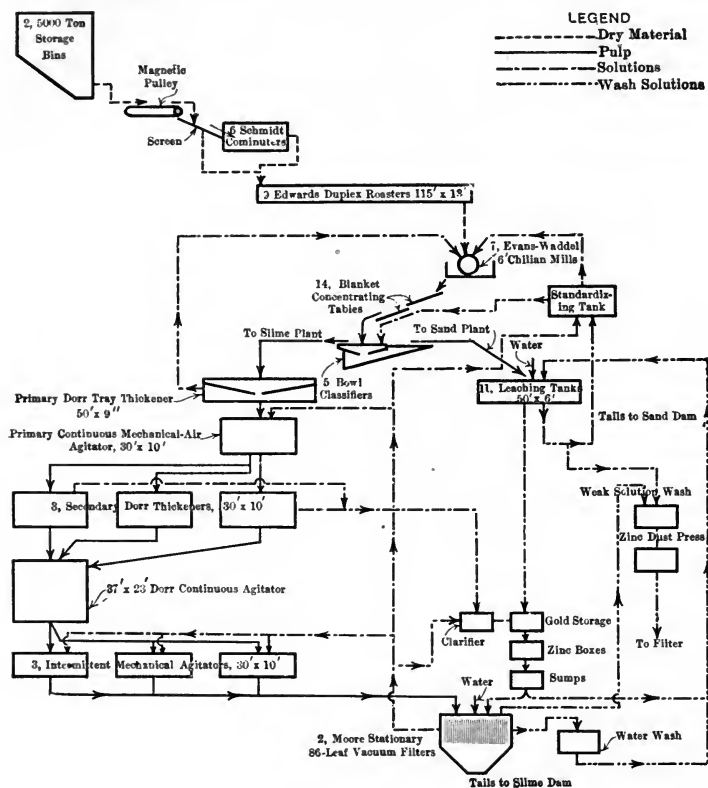 LEGEND
Dry Material
Pulp
Solutions
Wash Solutions
2, 5000 Ton
Storage
Bins
Magnetic
Pulley
Screen
6 Schmidt
Cominuters
9 Edwards Duplex Roasters 115' x 13'
7, Evans-Waddel
6' Chilian Mills
14, Blanket
Concentrating
Tables
Standardiz-
ing Tank
To Slime Plant
To Sand Plant
Water
5 Bowl
Classifiers
11, Leaching Tanks
50' x 6'
Primary Dorr Tray Thickener
50' x 9"
Tails to Sand Dam
Primary Continuous Mechanical-Air
Agitator, 30' x 10'
Weak Solution Wash
3, Secondary Dorr Thickeners, 30' x 10'
Zinc Dust Press
37' x 23' Dorr Continuous Agitator
Gold Storage
Clarifier
Zinc Boxes
To Filter
3, Intermittent Mechanical Agitators, 30' x 10'
Sumps
Water
2, Moore Stationary
86-Leaf Vacuum Filters
Water Wash
Tails to Slime Dam